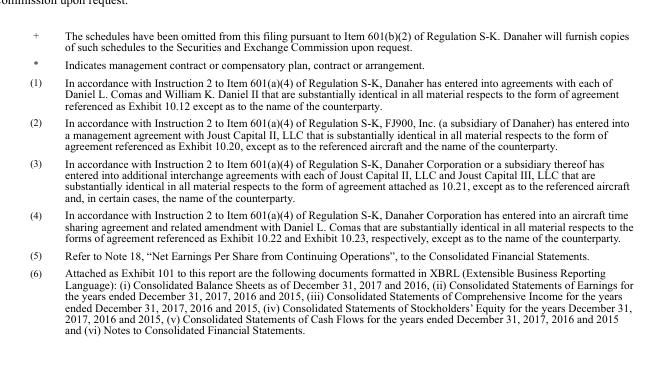 ommission upon request.
+ The schedules have been omitted from this filing pursuant to Item 601(b)(2) of Regulation S-K. Danaher will furnish copies
of such schedules to the Securities and Exchange Commission upon request.
* Indicates management contract or compensatory plan, contract or arrangement.
(1) In accordance with Instruction 2 to Item 601(a)(4) of Regulation S-K, Danaher has entered into agreements with each of
Daniel L. Comas and William K. Daniel II that are substantially identical in all material respects to the form of agreement
referenced as Exhibit 10.12 except as to the name of the counterparty.
(2) In accordance with Instruction 2 to Item 601(a)(4) of Regulation S-K, FJ900, Inc. (a subsidiary of Danaher) has entered into
a management agreement with Joust Capital II, LLC that is substantially identical in all material respects to the form of
agreement referenced as Exhibit 10.20, except as to the referenced aircraft and the name of the counterparty.
(3) In accordance with Instruction 2 to Item 601(a)(4) of Regulation S-K, Danaher Corporation or a subsidiary thereof has
entered into additional interchange agreements with each of Joust Capital II, LLC and Joust Capital III, LLC that are
substantially identical in all material respects to the form of agreement attached as 10.21, except as to the referenced aircraft
and, in certain cases, the name of the counterparty.
(4) In accordance with Instruction 2 to Item 601(a)(4) of Regulation S-K, Danaher Corporation has entered into an aircraft time
sharing agreement and related amendment with Daniel L. Comas that are substantially identical in all material respects to the
forms of agreement referenced as Exhibit 10.22 and Exhibit 10.23, respectively, except as to the name of the counterparty.
(5) Refer to Note 18, “Net Earnings Per Share from Continuing Operations”, to the Consolidated Financial Statements.
(6) Attached as Exhibit 101 to this report are the following documents formatted in XBRL (Extensible Business Reporting
Language): (i) Consolidated Balance Sheets as of December 31, 2017 and 2016, (ii) Consolidated Statements of Earnings for
the years ended December 31, 2017, 2016 and 2015, (iii) Consolidated Statements of Comprehensive Income for the years
ended December 31, 2017, 2016 and 2015, (iv) Consolidated Statements of Stockholders’ Equity for the years December 31,
2017, 2016 and 2015, (v) Consolidated Statements of Cash Flows for the years ended December 31, 2017, 2016 and 2015
and (vi) Notes to Consolidated Financial Statements.